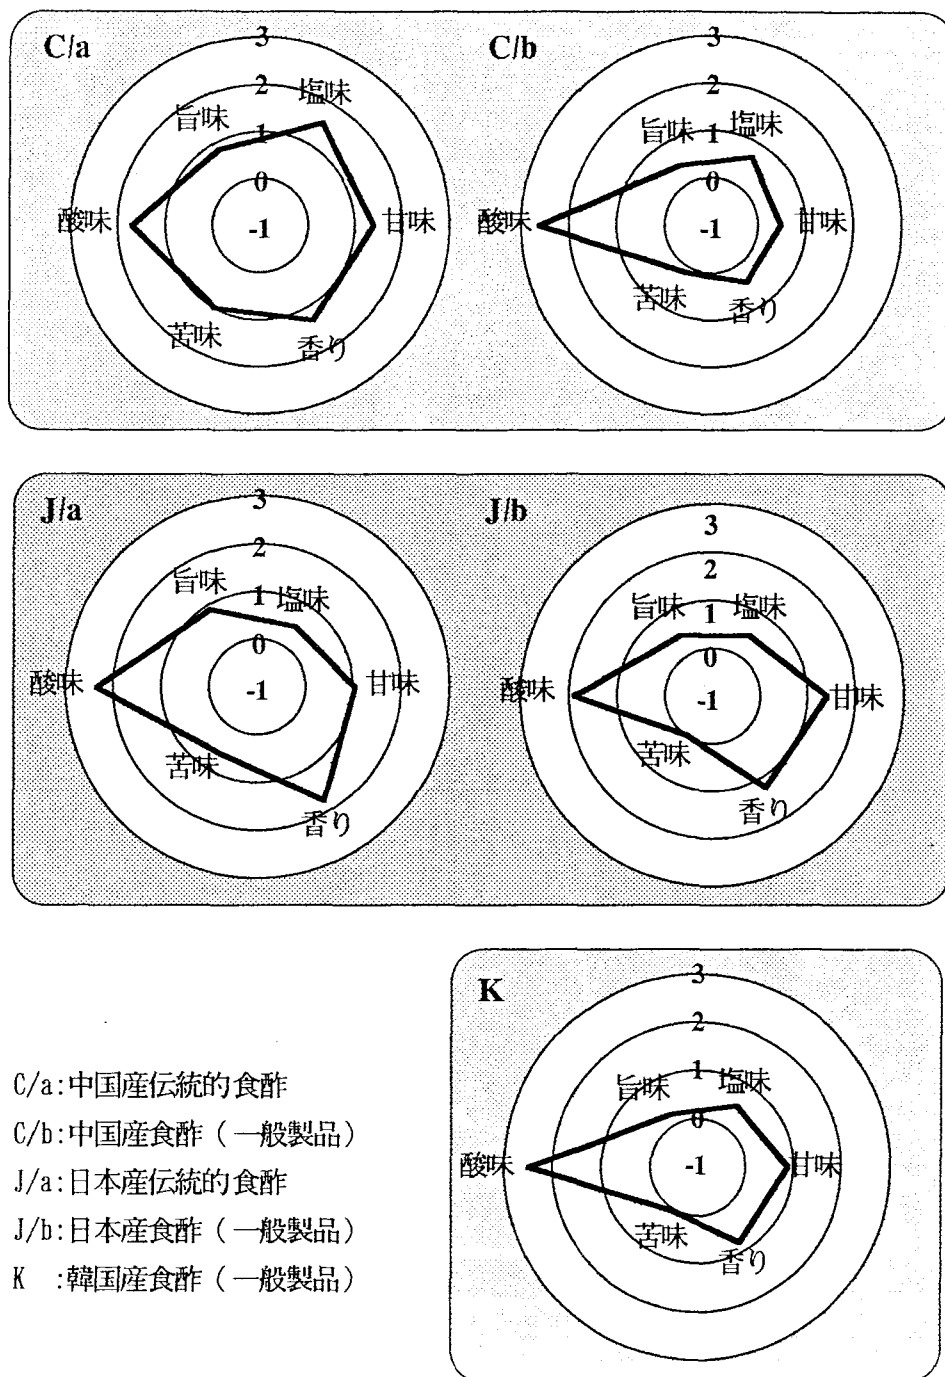 C/a
3
2
塩味
旨味
1
0
酸味
甘味
-1
苦味
香り
C/b
3
2
1
旨味
塩味
0
酸味
甘味
-1
苦味
香り
J/a
3
2
旨味
1
塩味
0
酸味
甘味
-1
苦味
香り
J/b
3
2
旨味
1
塩味
0
酸味
甘味
-1
苦味
香り
K
3
2
1
旨味
塩味
0
酸味
甘味
-1
苦味
香り
C/a:中国産伝統的食酢
C/b:中国産食酢（一般製品）
J/a:日本産伝統的食酢
J/b:日本産食酢（一般製品）
K :韓国産食酢（一般製品）